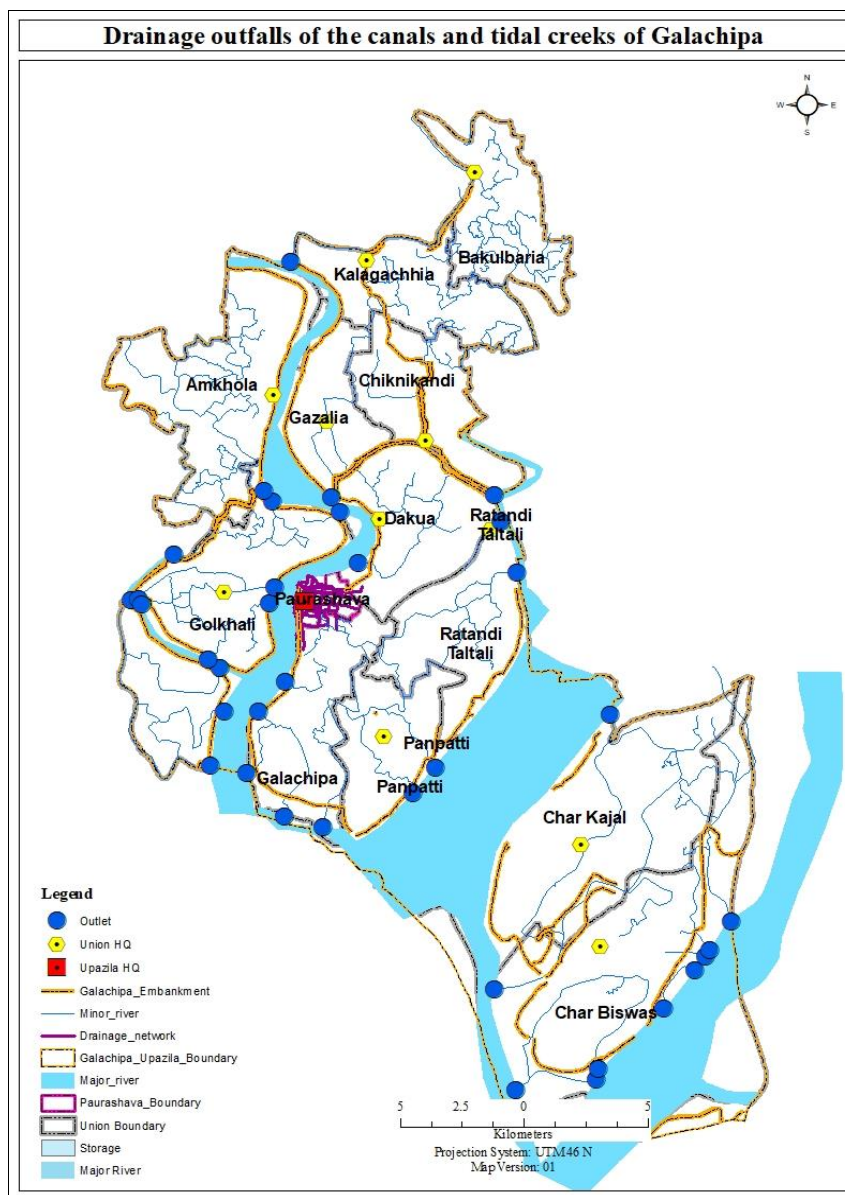 Drainage outfalls of the canals and tidal creeks of Galachipa
N
W E
S
Bakulbaria
Kalagachhia
Amkhola
Chiknikandi
Gazalia
Dakua
Ratandi
Taltali
Paurashava
Golkhali
Ratandi
Taltali
Panpatti
Galachipa
Panpatti
Char Kajal
Char Biswas
Legend
Outlet
Union HQ
Upazila HQ
Galachipa_Embankment
Minor_river
Drainage_network
Galachipa_Upazila_Boundary
Major_river
Paurashava_Boundary
Union Boundary
Storage
Major River
5 2.5 0 5
Kilometers
Projection System: UTM 46 N
Map Version: 01